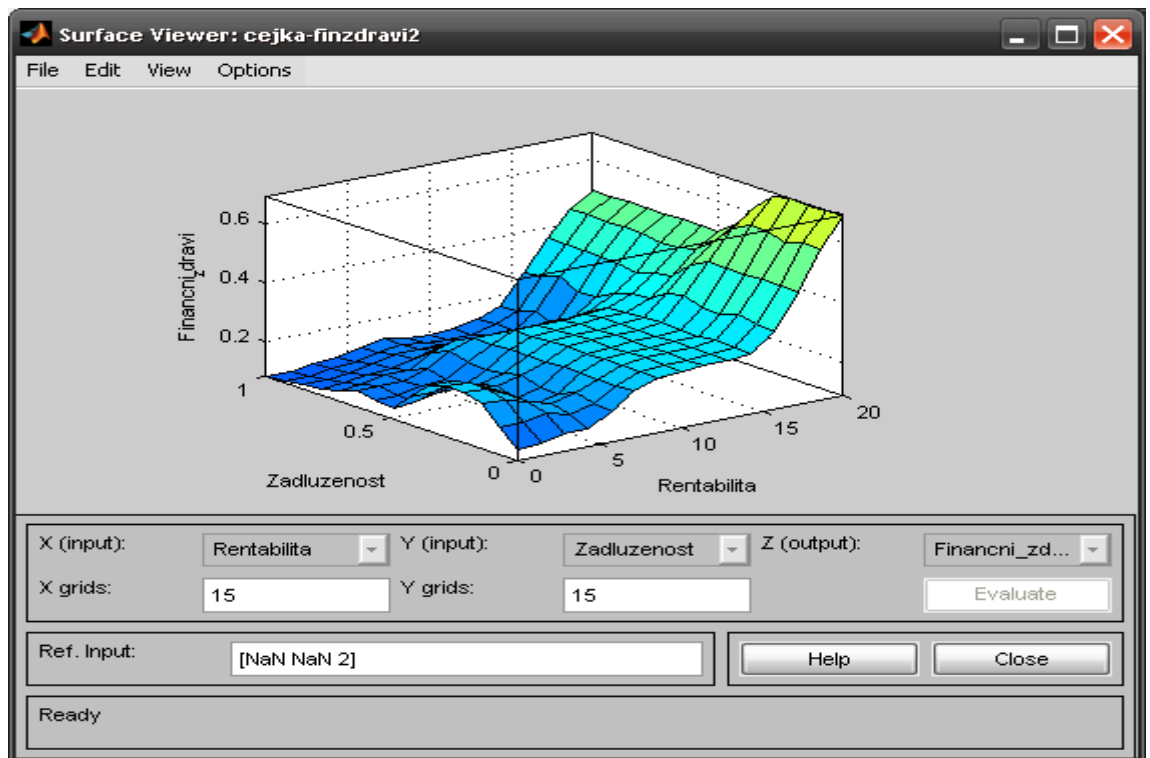 Surface Viewer: cejka-finzdravi2
File Edit View Options
0.6
0.4
0.2
Financni_dravi
z
1
0.5
0
Zadluzenost
0
5
10
15
20
Rentabilita
X (input):
Rentabilita
Y (input):
Zadluzenost
Z (output):
Financni_zd...
X grids:
15
Y grids:
15
Evaluate
Ref. Input:
[NaN NaN 2]
Help
Close
Ready